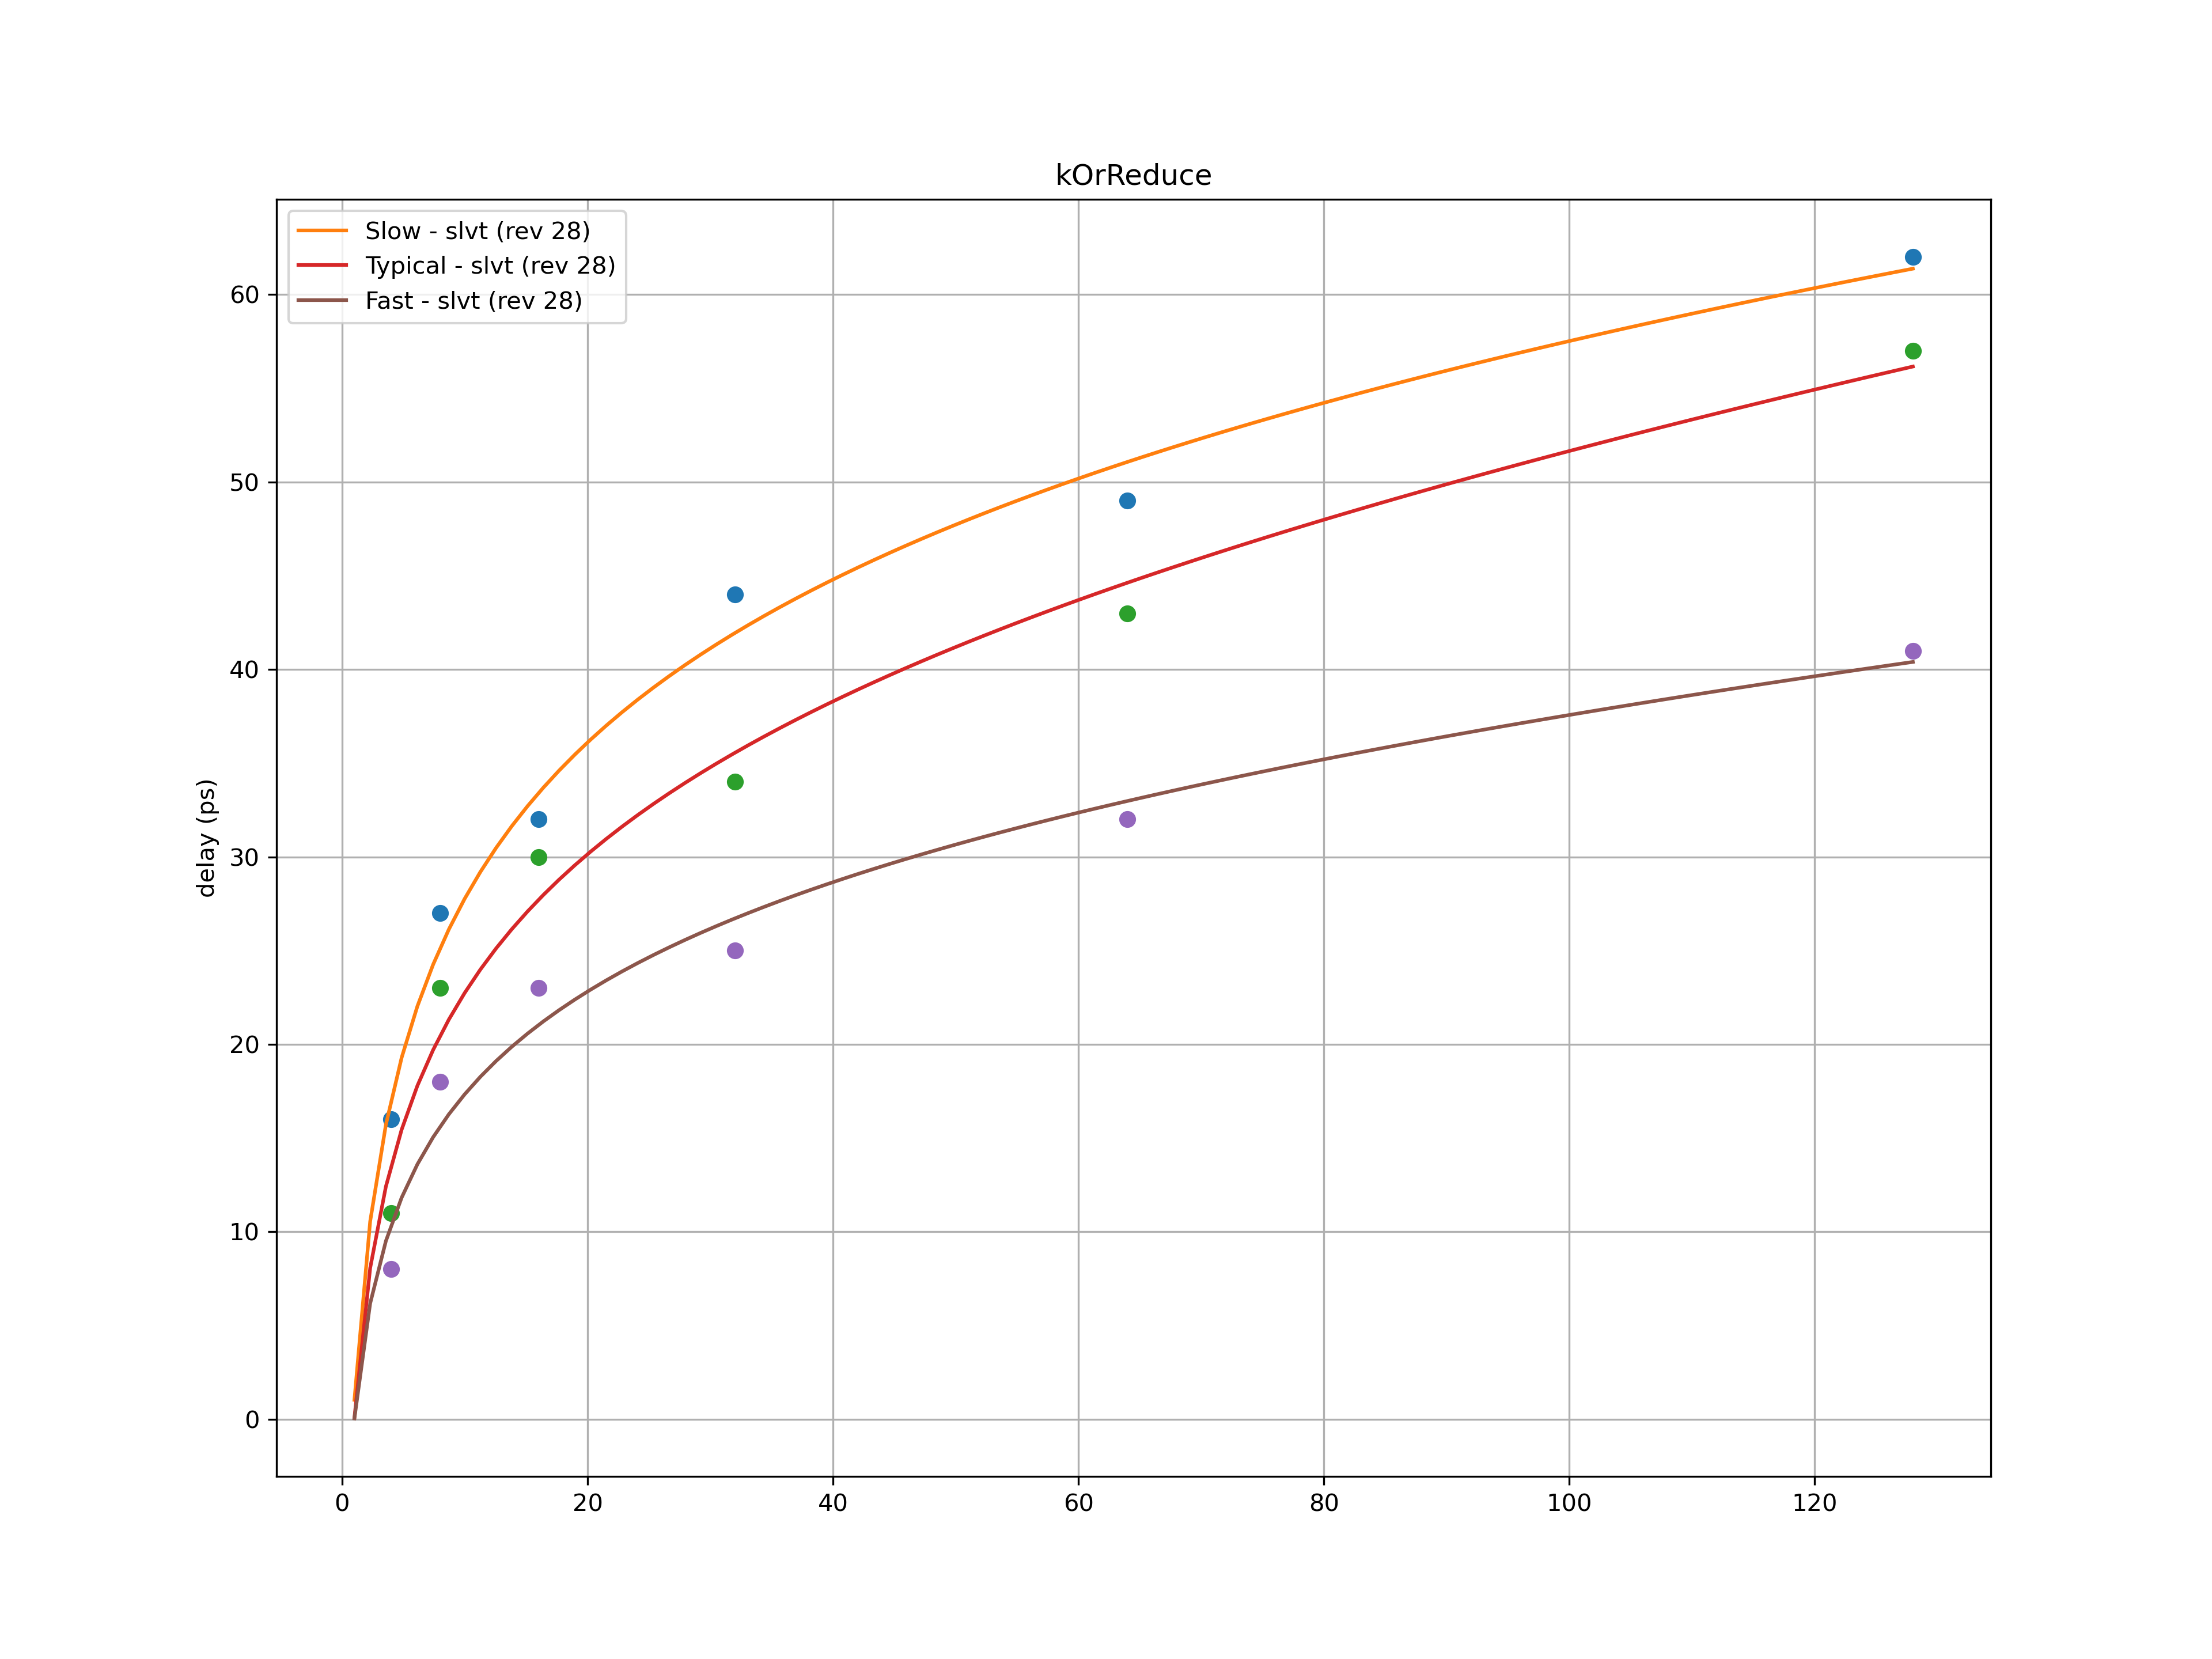 kOrReduce
Slow - slvt (rev 28)
Typical - slvt (rev 28)
Fast - slvt (rev 28)
delay (ps)
60
50
40
30
20
10
0
0 20 40 60 80 100 120